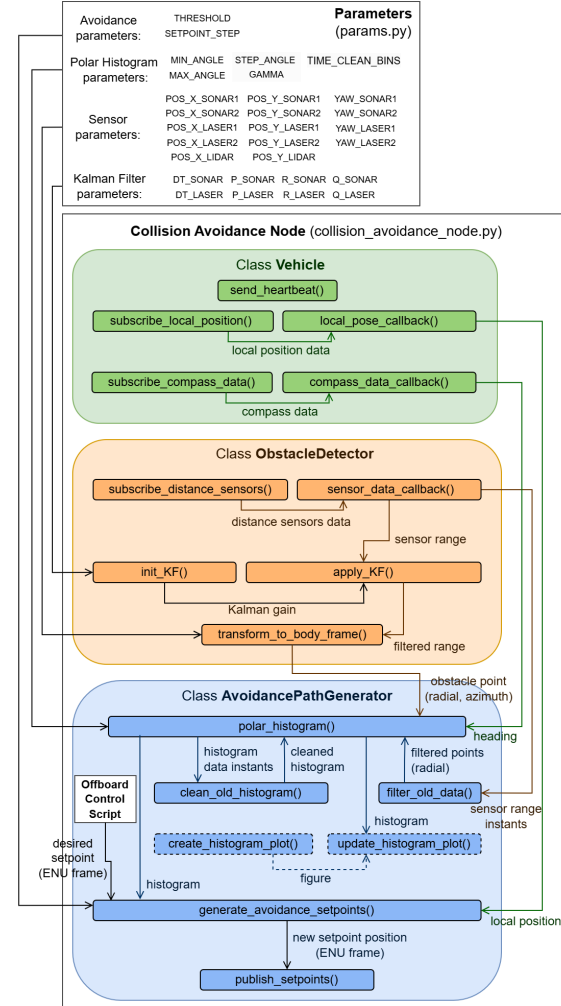 Parameters
(params.py)
Avoidance
parameters:
THRESHOLD
SETPOINT_STEP
Polar Histogram
parameters:
MIN_ANGLE STEP_ANGLE TIME_CLEAN_BINS
MAX_ANGLE GAMMA
Sensor
parameters:
POS_X_SONAR1 POS_Y_SONAR1 YAW_SONAR1
POS_X_SONAR2 POS_Y_SONAR2 YAW_SONAR2
POS_X_LASER1 POS_Y_LASER1 YAW_LASER1
POS_X_LASER2 POS_Y_LASER2 YAW_LASER2
POS_X_LIDAR POS_Y_LIDAR
Kalman Filter
parameters:
DT_SONAR P_SONAR R_SONAR Q_SONAR
DT_LASER P_LASER R_LASER Q_LASER
Collision Avoidance Node (collision_avoidance_node.py)
Class Vehicle
send_heartbeat()
subscribe_local_position() local_pose_callback()
local position data
subscribe_compass_data() compass_data_callback()
compass data
Class ObstacleDetector
subscribe_distance_sensors() sensor_data_callback()
distance sensors data
sensor range
init_KF() apply_KF()
Kalman gain
transform_to_body_frame()
filtered range
obstacle point
(radial, azimuth)
Class AvoidancePathGenerator
polar_histogram()
heading
histogram
data instants
cleaned
histogram
filtered points
(radial)
clean_old_histogram() filter_old_data()
sensor range
instants
Offboard
Control
Script
histogram
create_histogram_plot() update_histogram_plot()
figure
desired
setpoint
(ENU frame)
histogram
generate_avoidance_setpoints()
local position
new setpoint position
(ENU frame)
publish_setpoints()